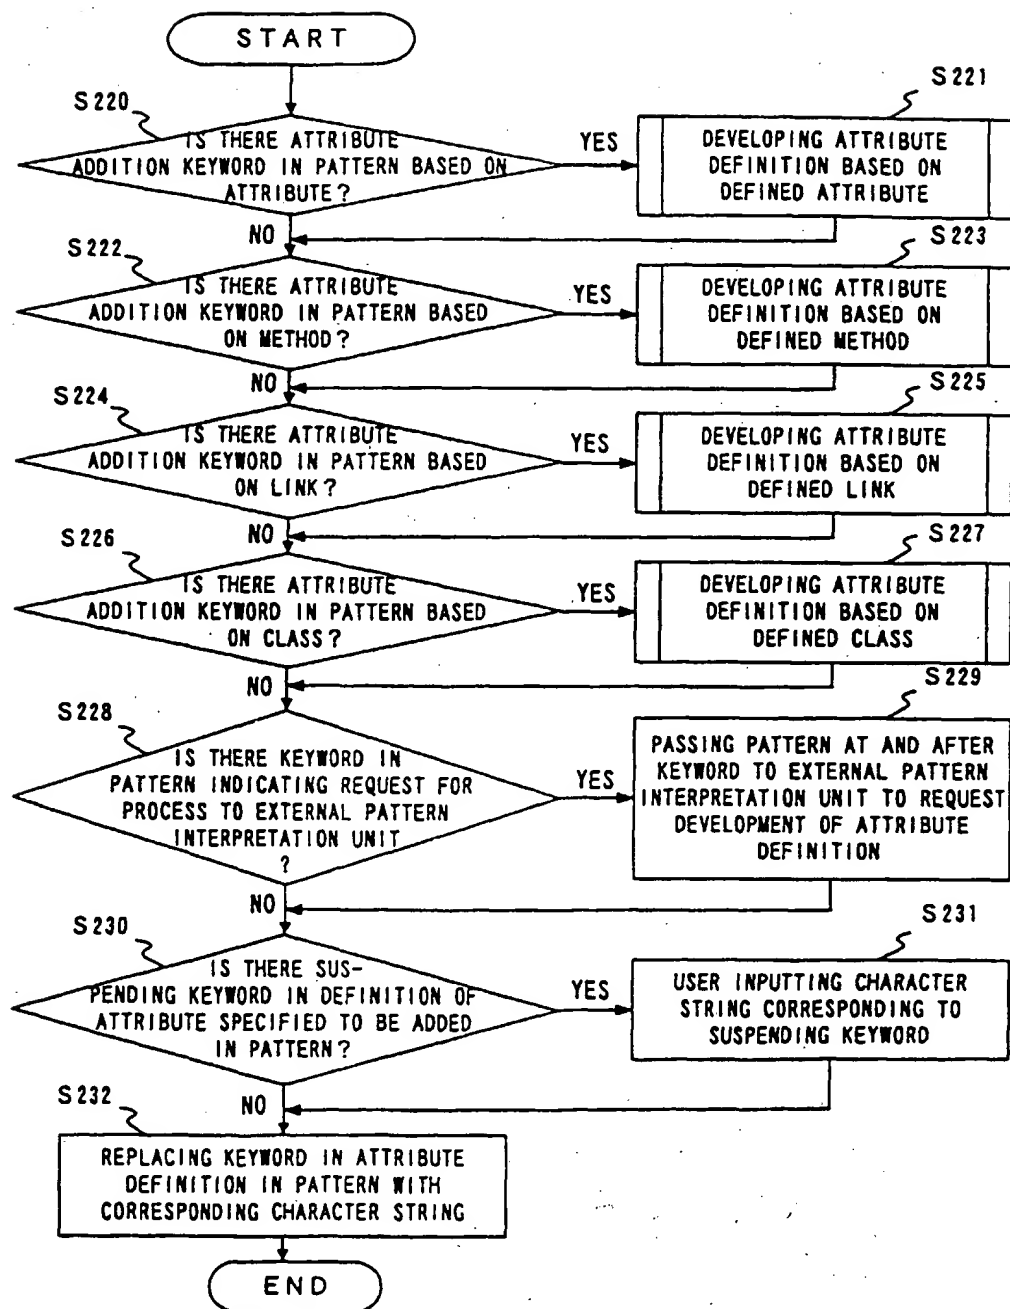 START
S220
IS THERE ATTRIBUTE
ADDITION KEYWORD IN PATTERN BASED ON
ATTRIBUTE?
YES
S221
DEVELOPING ATTRIBUTE
DEFINITION BASED ON
DEFINED ATTRIBUTE
NO
S222
IS THERE ATTRIBUTE
ADDITION KEYWORD IN PATTERN BASED
ON METHOD?
YES
S223
DEVELOPING ATTRIBUTE
DEFINITION BASED ON
DEFINED METHOD
NO
S224
IS THERE ATTRIBUTE
ADDITION KEYWORD IN PATTERN BASED
ON LINK?
YES
S225
DEVELOPING ATTRIBUTE
DEFINITION BASED ON
DEFINED LINK
NO
S226
IS THERE ATTRIBUTE
ADDITION KEYWORD IN PATTERN BASED
ON CLASS?
YES
S227
DEVELOPING ATTRIBUTE
DEFINITION BASED ON
DEFINED CLASS
NO
S228
IS THERE KEYWORD IN
PATTERN INDICATING REQUEST FOR
PROCESS TO EXTERNAL PATTERN
INTERPRETATION UNIT
?
YES
S229
PASSING PATTERN AT AND AFTER
KEYWORD TO EXTERNAL PATTERN
INTERPRETATION UNIT TO REQUEST
DEVELOPMENT OF ATTRIBUTE
DEFINITION
NO
S230
IS THERE SUS-
PENDING KEYWORD IN DEFINITION OF
ATTRIBUTE SPECIFIED TO BE ADDED
IN PATTERN?
YES
S231
USER INPUTTING CHARACTER
STRING CORRESPONDING TO
SUSPENDING KEYWORD
NO
S232
REPLACING KEYWORD IN ATTRIBUTE
DEFINITION IN PATTERN WITH
CORRESPONDING CHARACTER STRING
END